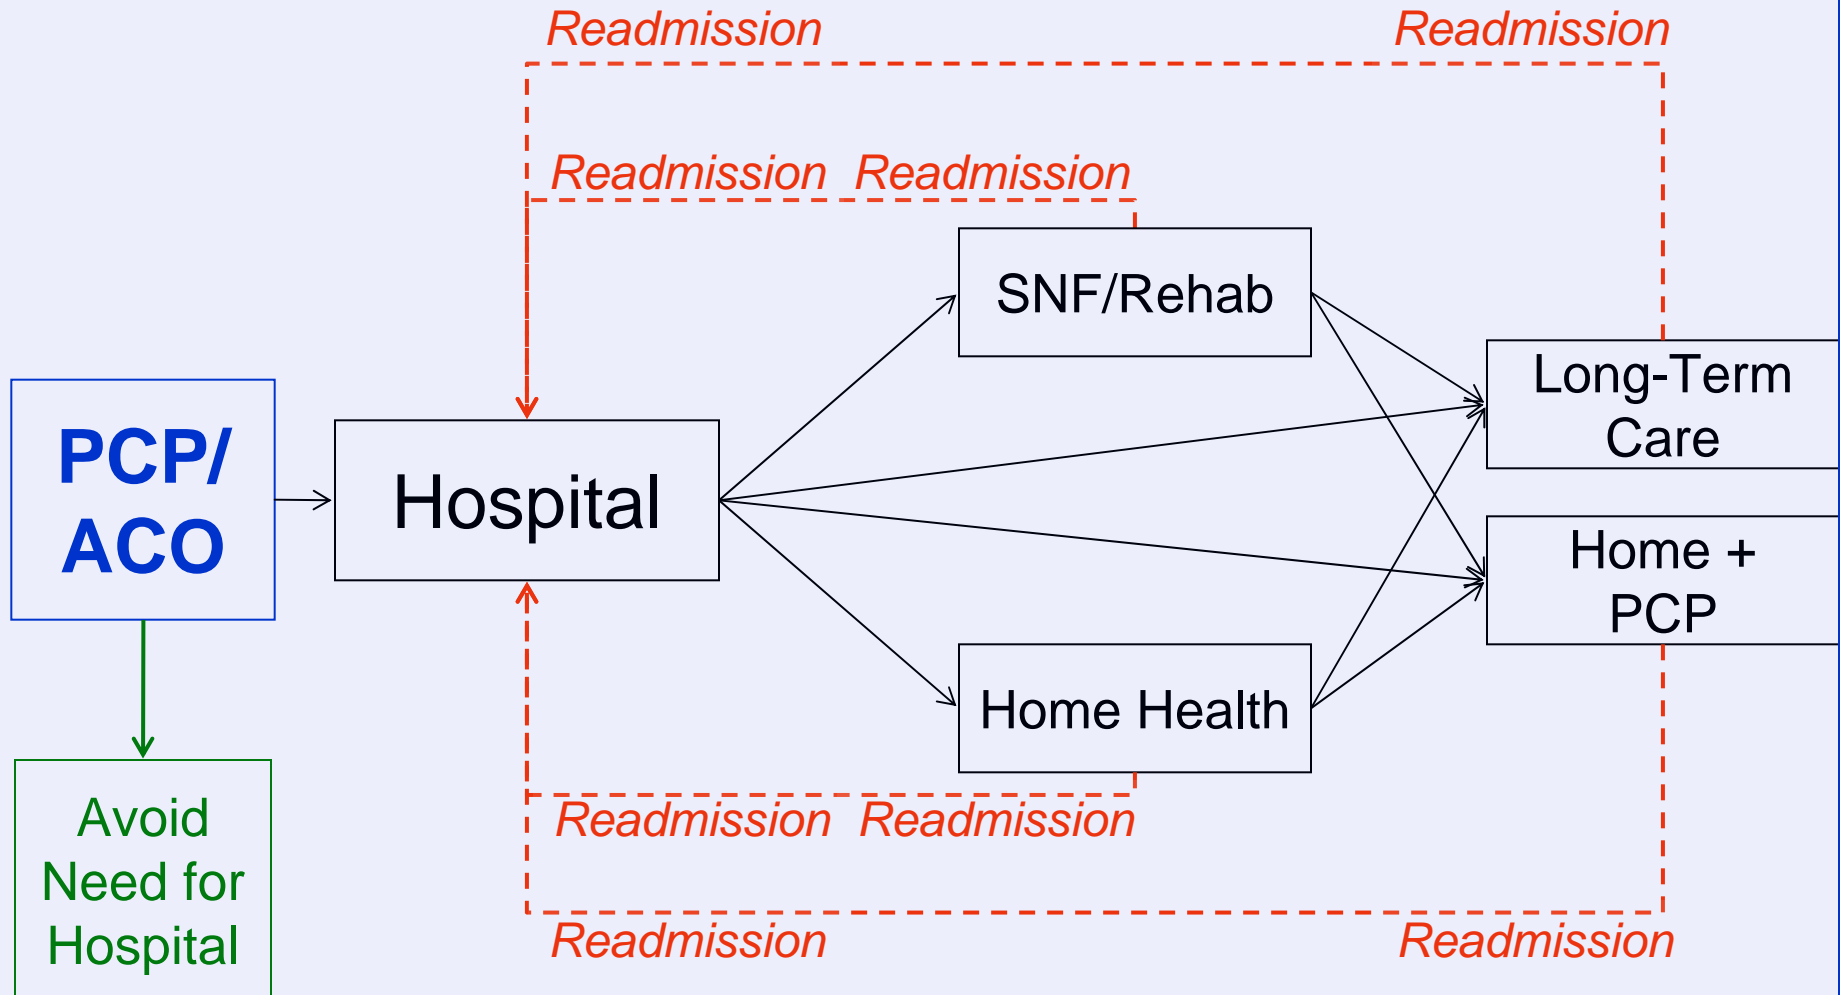 Readmission Readmission
Readmission Readmission
SNF/Rehab
Long-Term
Care
PCP/
ACO
Hospital
Home +
PCP
Home Health
Readmission Readmission
Avoid
Need for
Hospital
Readmission Readmission